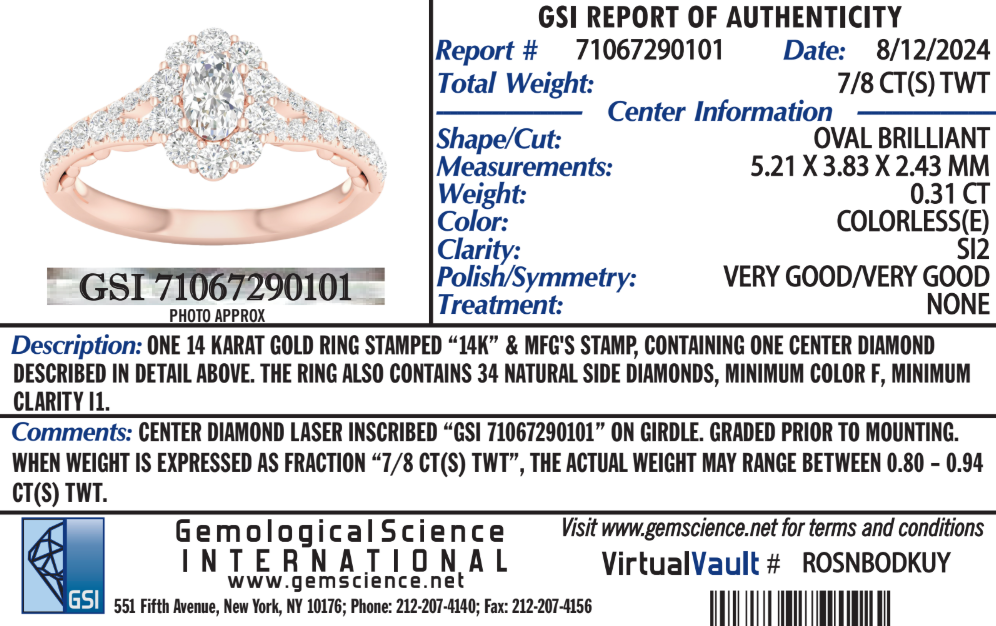 GSI REPORT OF AUTHENTICITY
Report # 71067290101 Date: 8/12/2024
Total Weight: 7/8 CT(S) TWT
Center Information
Shape/Cut: OVAL BRILLIANT
Measurements: 5.21 X 3.83 X 2.43 MM
Weight: 0.31 CT
Color: COLORLESS(E)
Clarity: SI2
Polish/Symmetry: VERY GOOD/VERY GOOD
Treatment: NONE
GSI 71067290101
PHOTO APPROX
Description: ONE 14 KARAT GOLD RING STAMPED “14K” & MFG'S STAMP, CONTAINING ONE CENTER DIAMOND
DESCRIBED IN DETAIL ABOVE. THE RING ALSO CONTAINS 34 NATURAL SIDE DIAMONDS, MINIMUM COLOR F, MINIMUM
CLARITY I1.
Comments: CENTER DIAMOND LASER INSCRIBED “GSI 71067290101” ON GIRDLE. GRADED PRIOR TO MOUNTING.
WHEN WEIGHT IS EXPRESSED AS FRACTION “7/8 CT(S) TWT”, THE ACTUAL WEIGHT MAY RANGE BETWEEN 0.80 – 0.94
CT(S) TWT.
GSI
GemologicalScience
INTERNATIONAL
www.gemscience.net
551 Fifth Avenue, New York, NY 10176; Phone: 212-207-4140; Fax: 212-207-4156
Visit www.gemscience.net for terms and conditions
VirtualVault # ROSNBODKUY